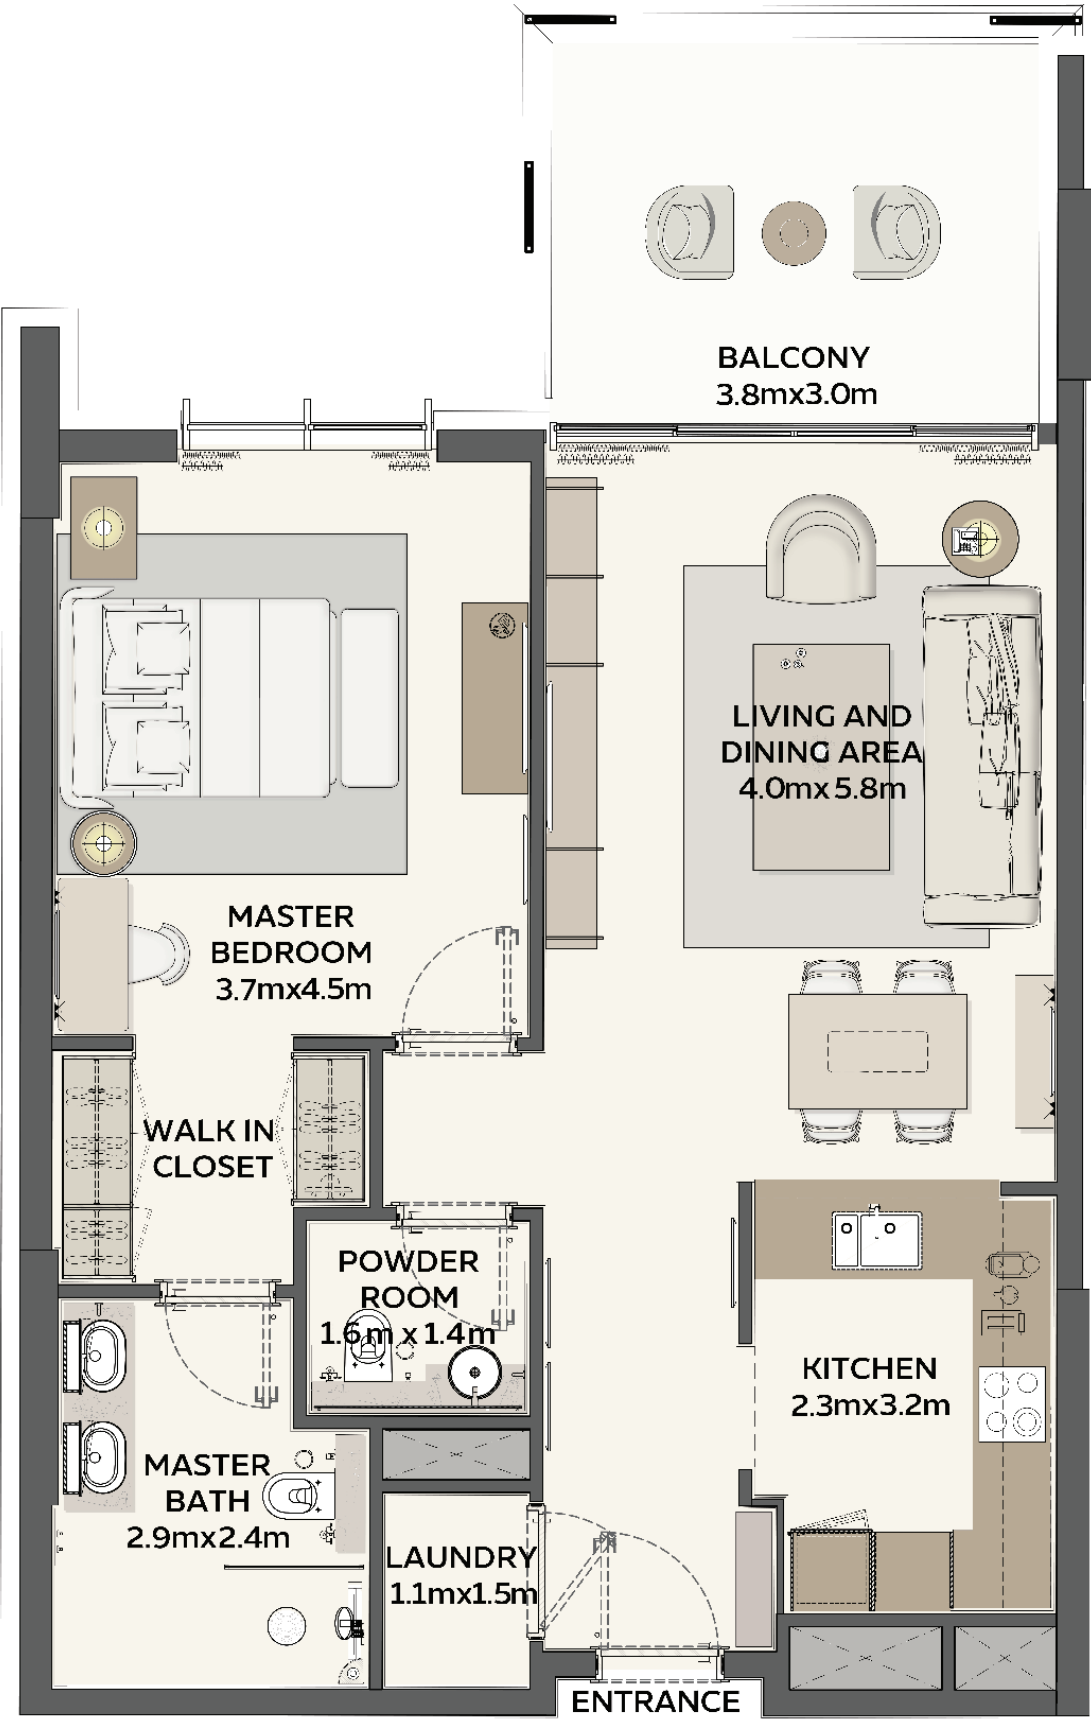 BALCONY
3.8mx3.0m
LIVING AND
DINING AREA
4.0mx 5.8m
MASTER
BEDROOM
3.7mx4.5m
WALK IN
CLOSET
POWDER
ROOM
1.6m x 1.4m
KITCHEN
2.3mx3.2m
MASTER
BATH
2.9mx2.4m
LAUNDRY
1.1mx1.5m
ENTRANCE